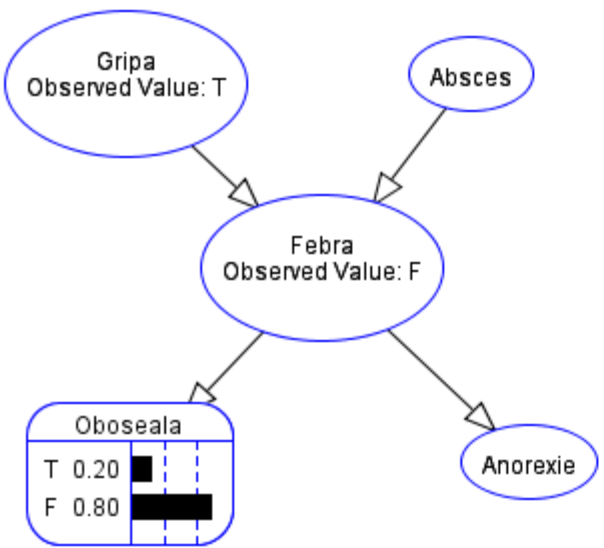 Gripa
Observed Value: T
Absces
Febra
Observed Value: F
Oboseala
T 0.20
F 0.80
Anorexie